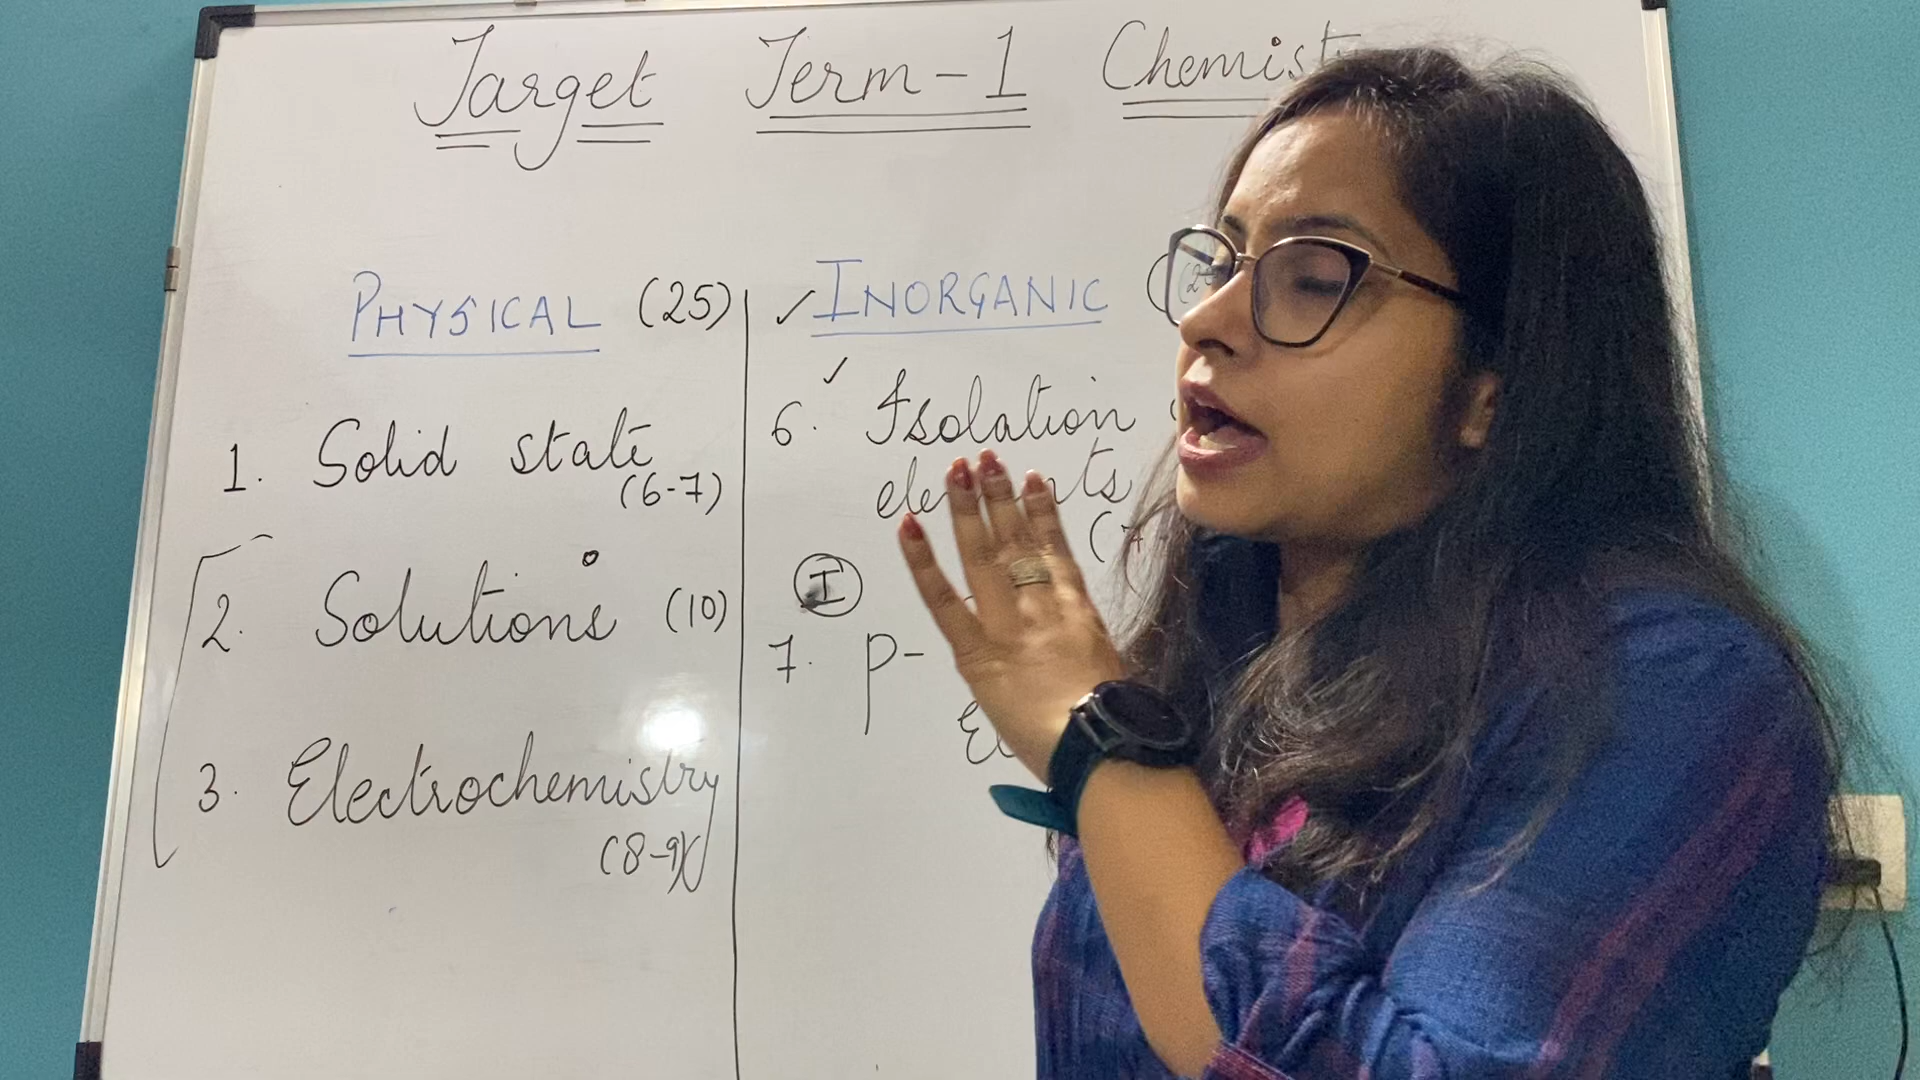 Target Term-1
PHYSICAL (25)
1. Solid state
(6-7)
2. Solutions (10)
3. Electrochemistry
(8-9)
✓ INORGANIC
✓
6. Isolation
I
7. p-